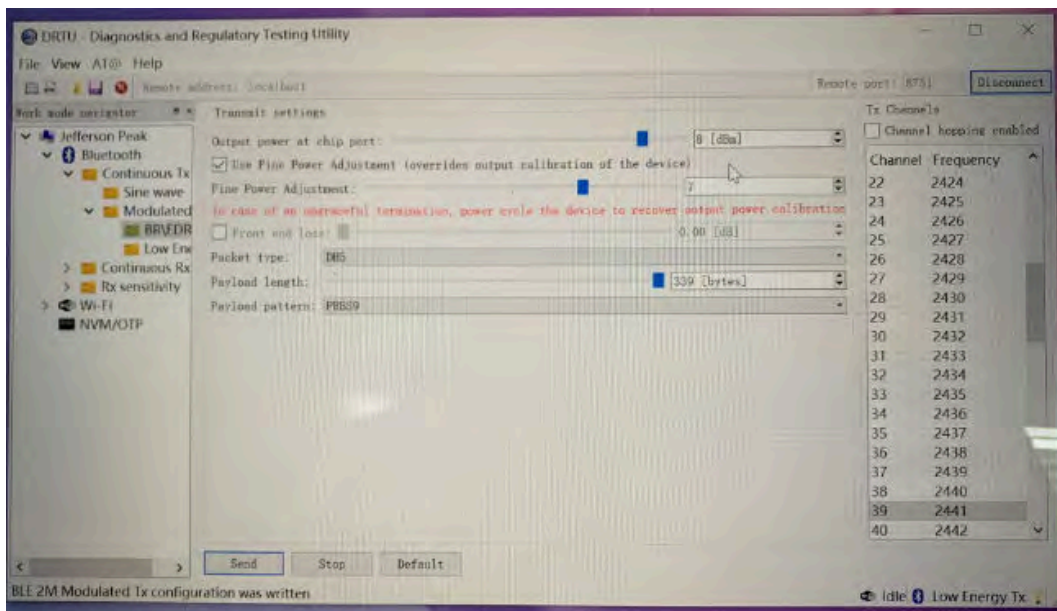 DRTU - Diagnostics and Regulatory Testing Utility
File View AT@ Help
Remote address: localhost
Remote port: 8751
Disconnect
Work mode navigator
Jefferson Peak
Bluetooth
Continuous Tx
Sine wave
Modulated
BR\EDR
Low Ene
Continuous Rx
Rx sensitivity
Wi-Fi
NVM/OTP
Transmit settings
Output power at chip port: 8 [dBm]
Use Fine Power Adjustment (overrides output calibration of the device)
Fine Power Adjustment: 7
In case of an ungraceful termination, power cycle the device to recover output power calibration
Front end loss: 0.00 [dB]
Packet type: DH5
Payload length: 339 [bytes]
Payload pattern: PRBS9
Send Stop Default
Tx Channels
Channel hopping enabled
Channel Frequency
22 2424
23 2425
24 2426
25 2427
26 2428
27 2429
28 2430
29 2431
30 2432
31 2433
32 2434
33 2435
34 2436
35 2437
36 2438
37 2439
38 2440
39 2441
40 2442
BLE 2M Modulated Tx configuration was written
Idle Low Energy Tx